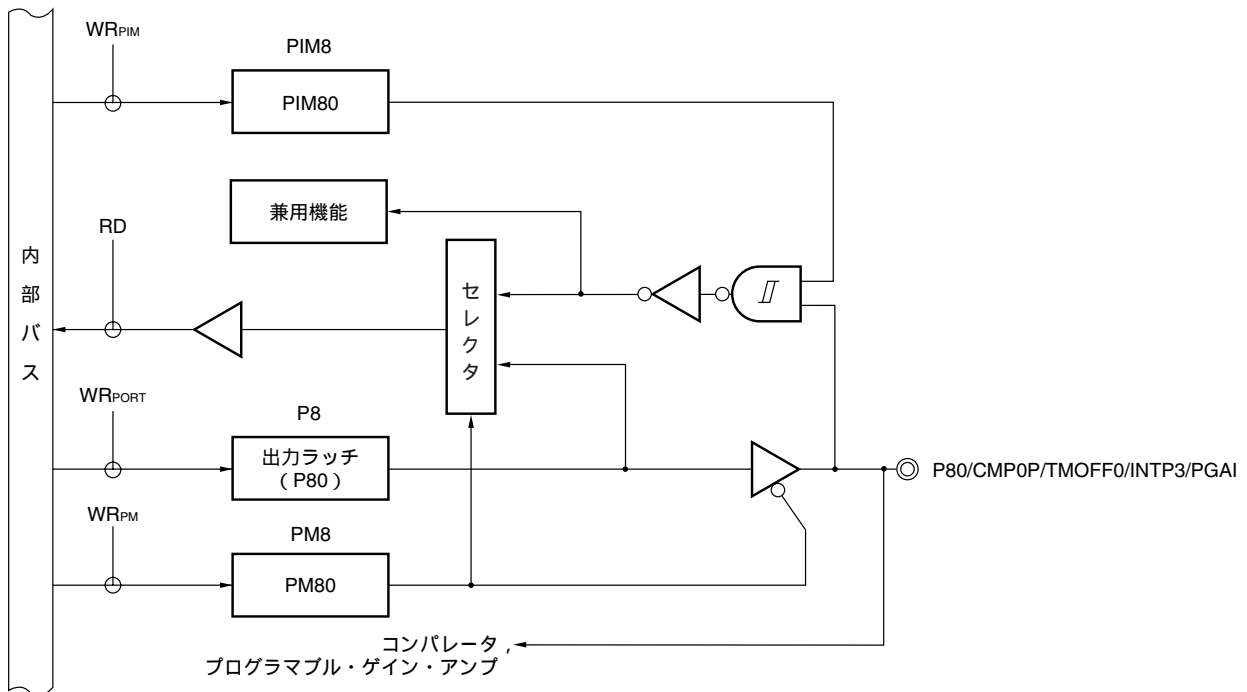 WRPIM
PIM8
PIM80
兼用機能
RD
内部バス
セレクタ
WRPORT
P8
出力ラッチ
(P80)
P80/CMP0P/TMOFF0/INTP3/PGAI
WRPM
PM8
PM80
コンパレータ,
プログラマブル・ゲイン・アンプ